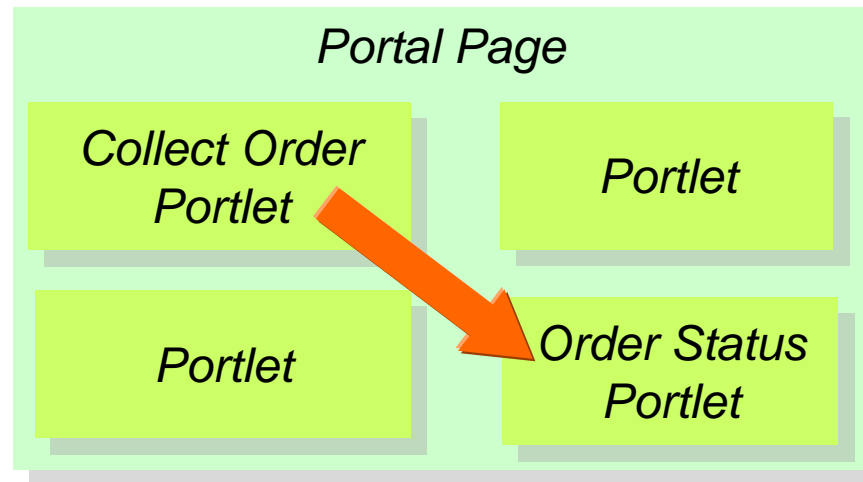 Portal Page
Collect Order
Portlet
Portlet
Portlet
Order Status
Portlet